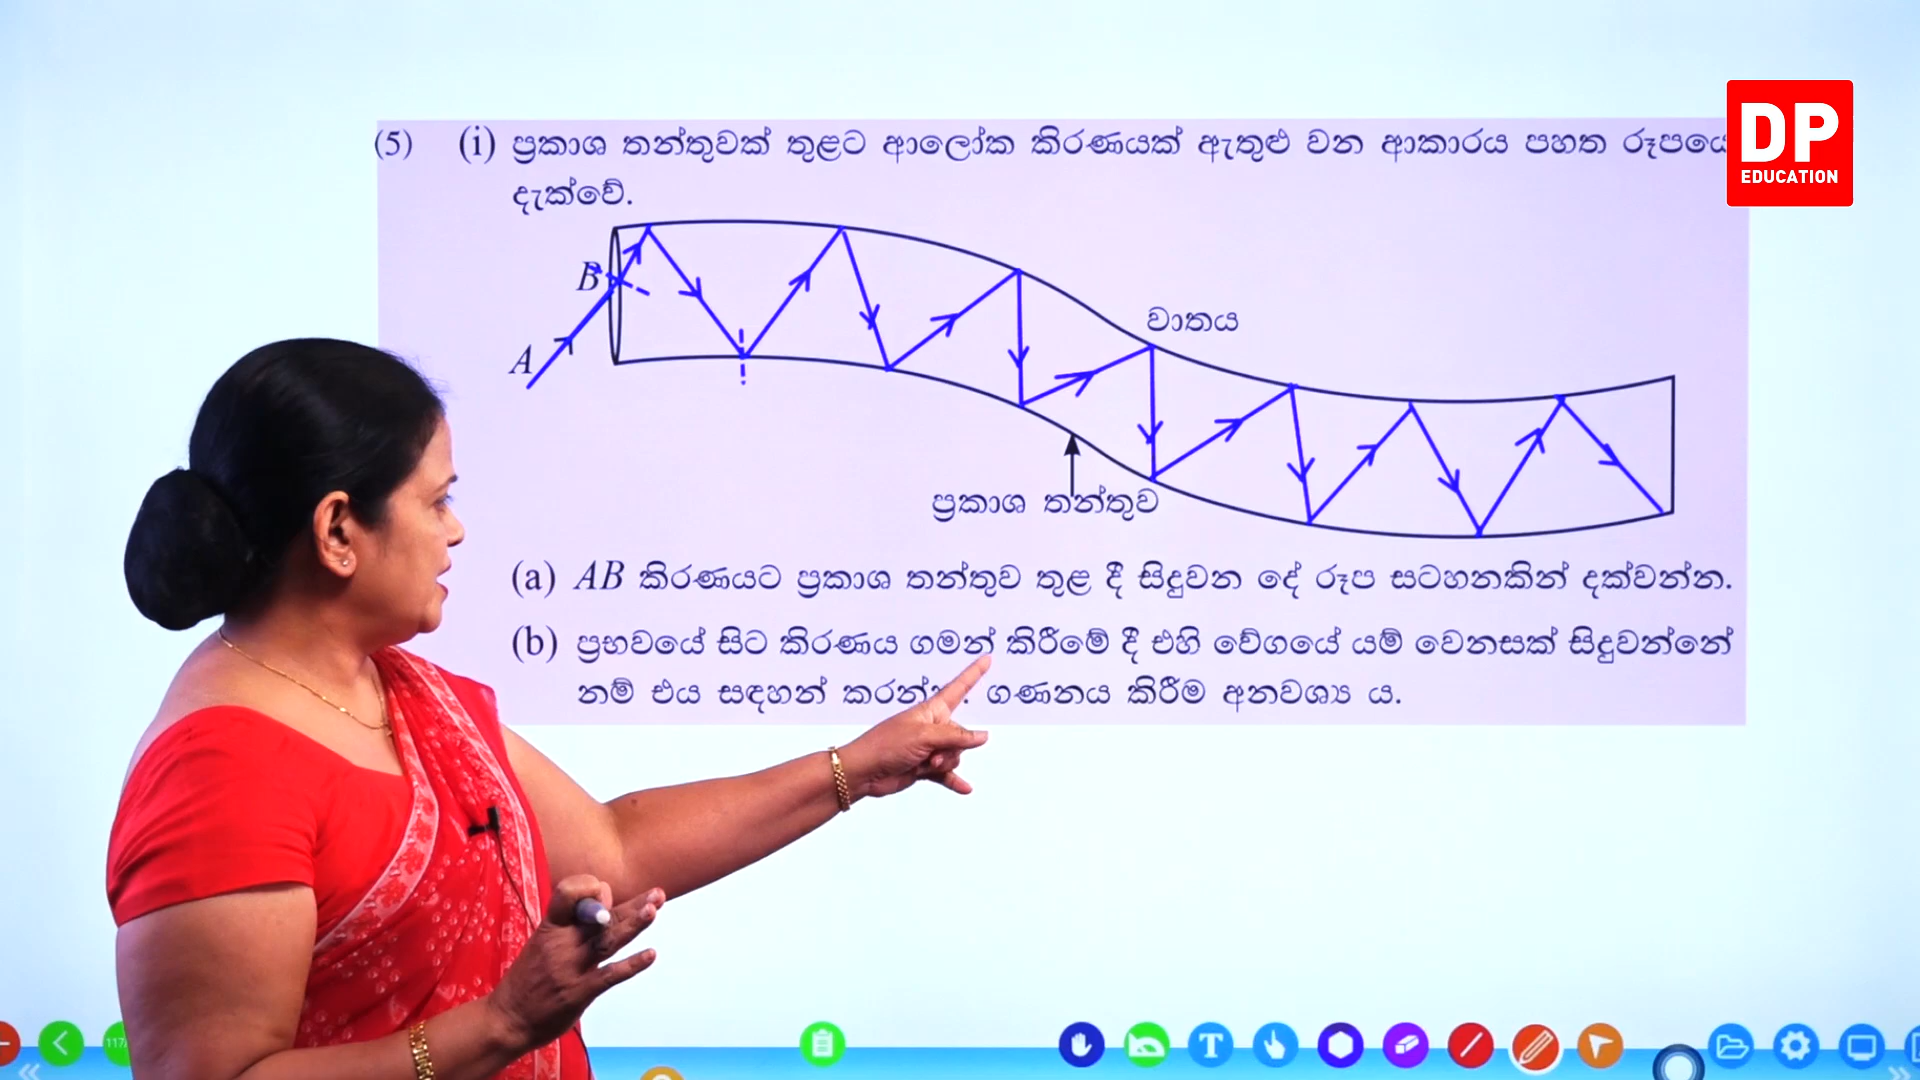 DP
EDUCATION
(5) (i) ප්‍රකාශ තන්තුවක් තුළට ආලෝක කිරණයක් ඇතුළු වන ආකාරය පහත රූපයෙ
දැක්වේ.
B
A
වාතය
ප්‍රකාශ තන්තුව
(a) AB කිරණයට ප්‍රකාශ තන්තුව තුළ දී සිදුවන දේ රූප සටහනකින් දක්වන්න.
(b) ප්‍රභවයේ සිට කිරණය ගමන් කිරීමේ දී එහි වේගයේ යම් වෙනසක් සිදුවන්නේ
නම් එය සඳහන් කරන්න. ගණනය කිරීම අනවශ්‍ය ය.
T